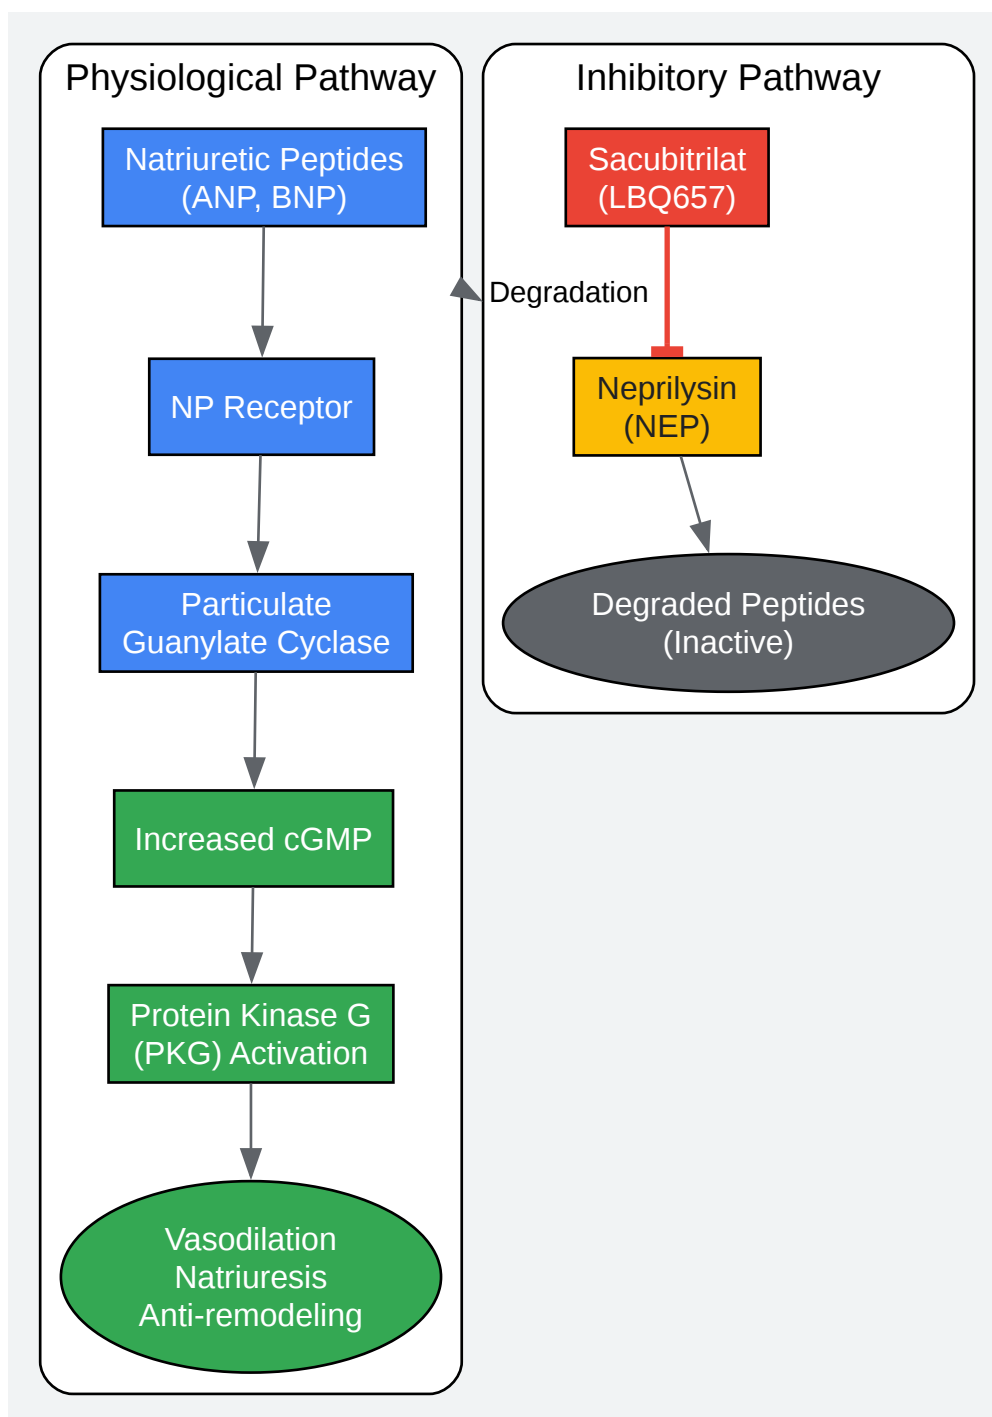 Physiological Pathway
Natriuretic Peptides
(ANP, BNP)
NP Receptor
Particulate
Guanylate Cyclase
Increased cGMP
Protein Kinase G
(PKG) Activation
Vasodilation
Natriuresis
Anti-remodeling
Inhibitory Pathway
Sacubitrilat
(LBQ657)
Degradation
Neprilysin
(NEP)
Degraded Peptides
(Inactive)